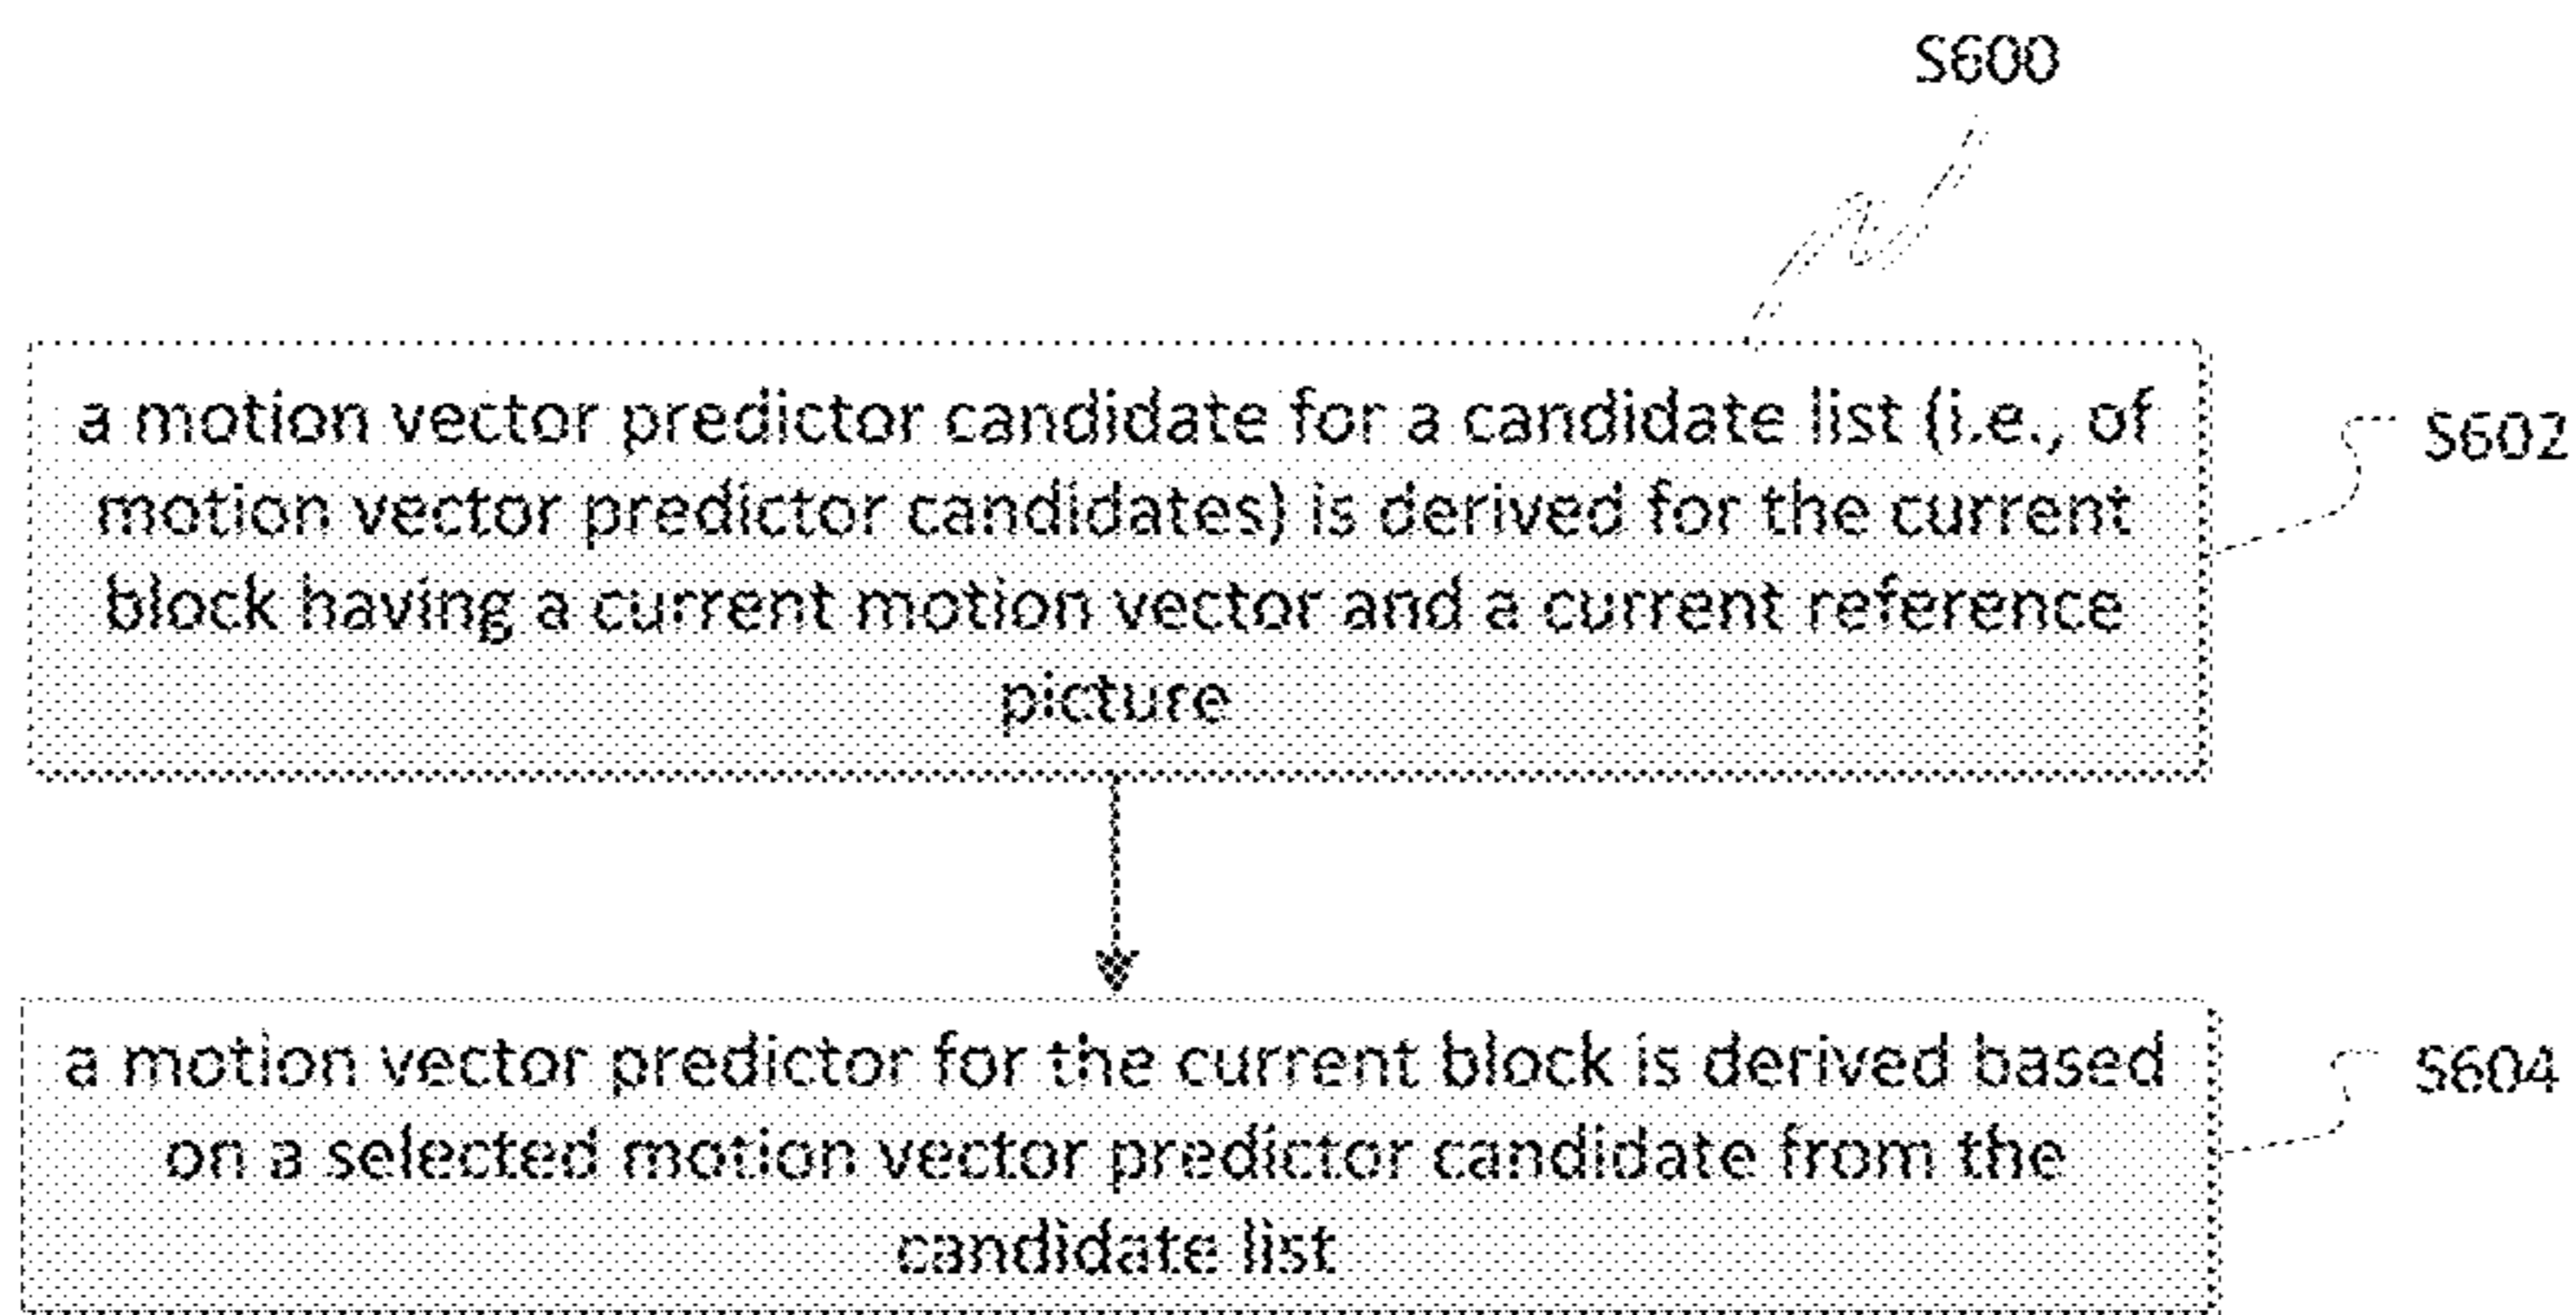 S600
a motion vector predictor candidate for a candidate list (i.e., of
motion vector predictor candidates) is derived for the current
block having a current motion vector and a current reference
picture
S602
a motion vector predictor for the current block is derived based
on a selected motion vector predictor candidate from the
candidate list
S604